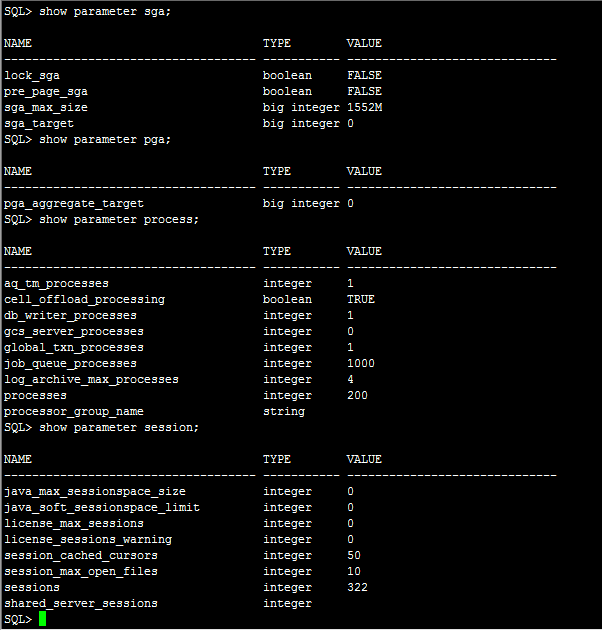 SQL> show parameter sga;
NAME TYPE VALUE
------------------------------------ ----------- ------------------------------
lock_sga boolean FALSE
pre_page_sga boolean FALSE
sga_max_size big integer 1552M
sga_target big integer 0
SQL> show parameter pga;
NAME TYPE VALUE
------------------------------------ ----------- ------------------------------
pga_aggregate_target big integer 0
SQL> show parameter process;
NAME TYPE VALUE
------------------------------------ ----------- ------------------------------
aq_tm_processes integer 1
cell_offload_processing boolean TRUE
db_writer_processes integer 1
gcs_server_processes integer 0
global_txn_processes integer 1
job_queue_processes integer 1000
log_archive_max_processes integer 4
processes integer 200
processor_group_name string
SQL> show parameter session;
NAME TYPE VALUE
------------------------------------ ----------- ------------------------------
java_max_sessionspace_size integer 0
java_soft_sessionspace_limit integer 0
license_max_sessions integer 0
license_sessions_warning integer 0
session_cached_cursors integer 50
session_max_open_files integer 10
sessions integer 322
shared_server_sessions integer
SQL>